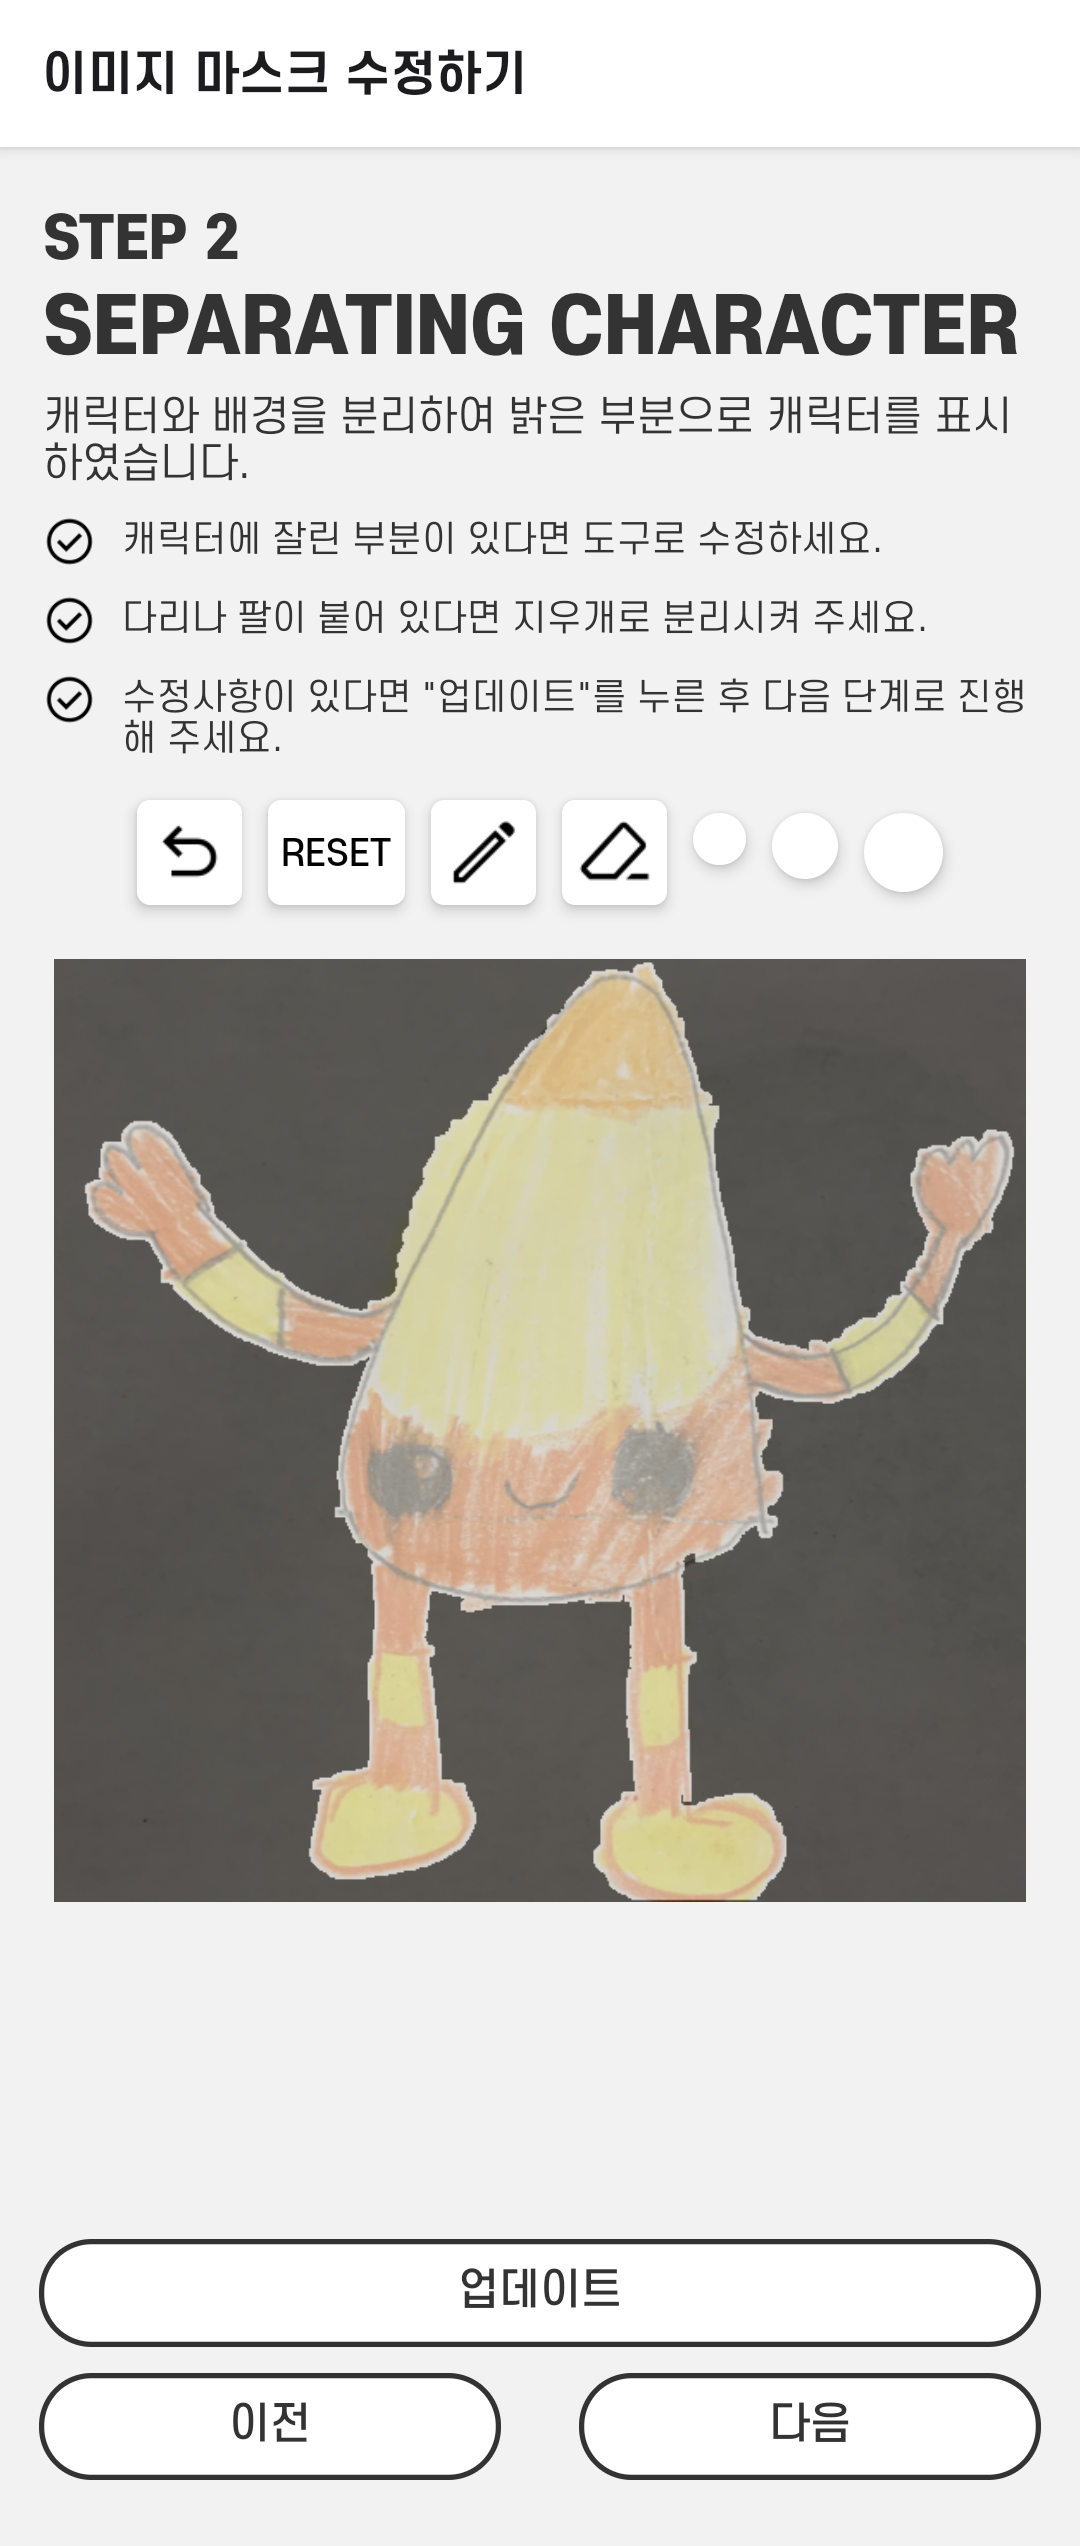 이미지 마스크 수정하기
STEP 2
SEPARATING CHARACTER
캐릭터와 배경을 분리하여 밝은 부분으로 캐릭터를 표시
하였습니다.
캐릭터에 잘린 부분이 있다면 도구로 수정하세요.
다리나 팔이 붙어 있다면 지우개로 분리시켜 주세요.
수정사항이 있다면 "업데이트"를 누른 후 다음 단계로 진행
해 주세요.
RESET
업데이트
이전
다음